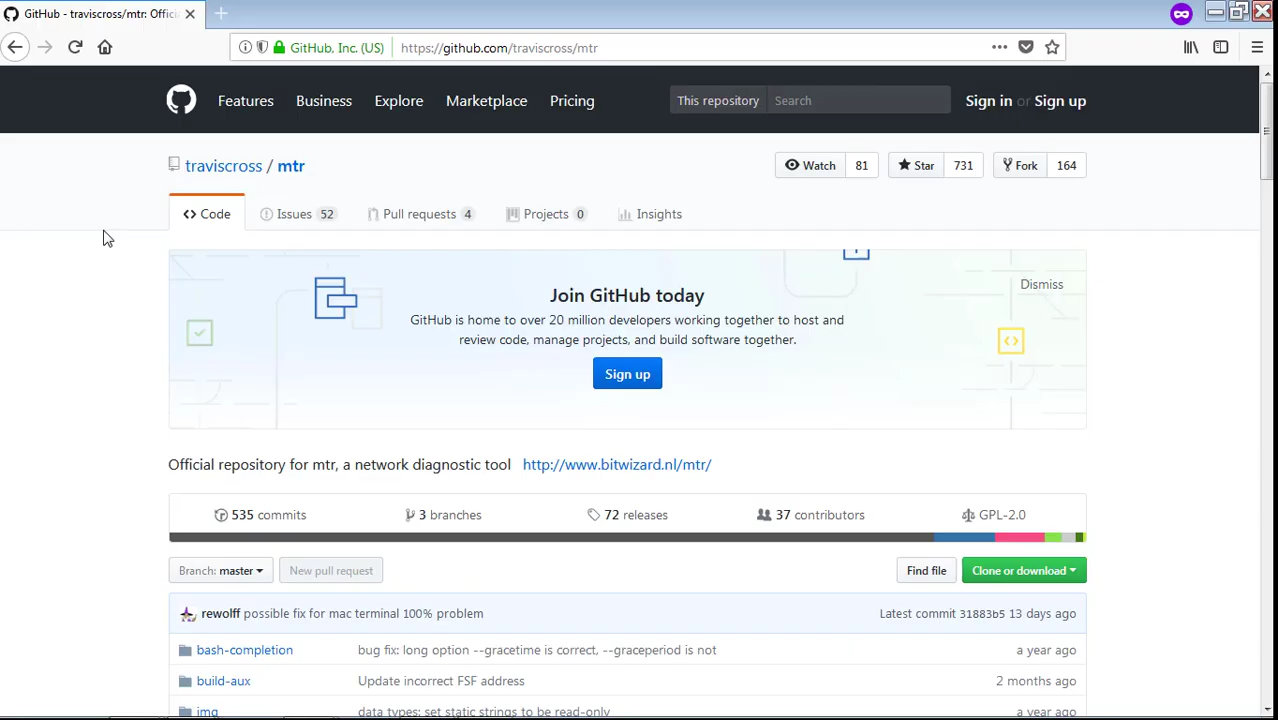 GitHub - traviscross/mtr: Offici
GitHub, Inc. (US) https://github.com/traviscross/mtr
Features Business Explore Marketplace Pricing This repository Search Sign in or Sign up
traviscross / mtr Watch 81 Star 731 Fork 164
Code Issues 52 Pull requests 4 Projects 0 Insights
Join GitHub today
Dismiss
GitHub is home to over 20 million developers working together to host and
review code, manage projects, and build software together.
Sign up
Official repository for mtr, a network diagnostic tool http://www.bitwizard.nl/mtr/
535 commits 3 branches 72 releases 37 contributors GPL-2.0
Branch: master New pull request Find file Clone or download
rewolff possible fix for mac terminal 100% problem Latest commit 31883b5 13 days ago
bash-completion bug fix: long option --gracetime is correct, --graceperiod is not a year ago
build-aux Update incorrect FSF address 2 months ago
img data types: set static strings to be read-only a year ago